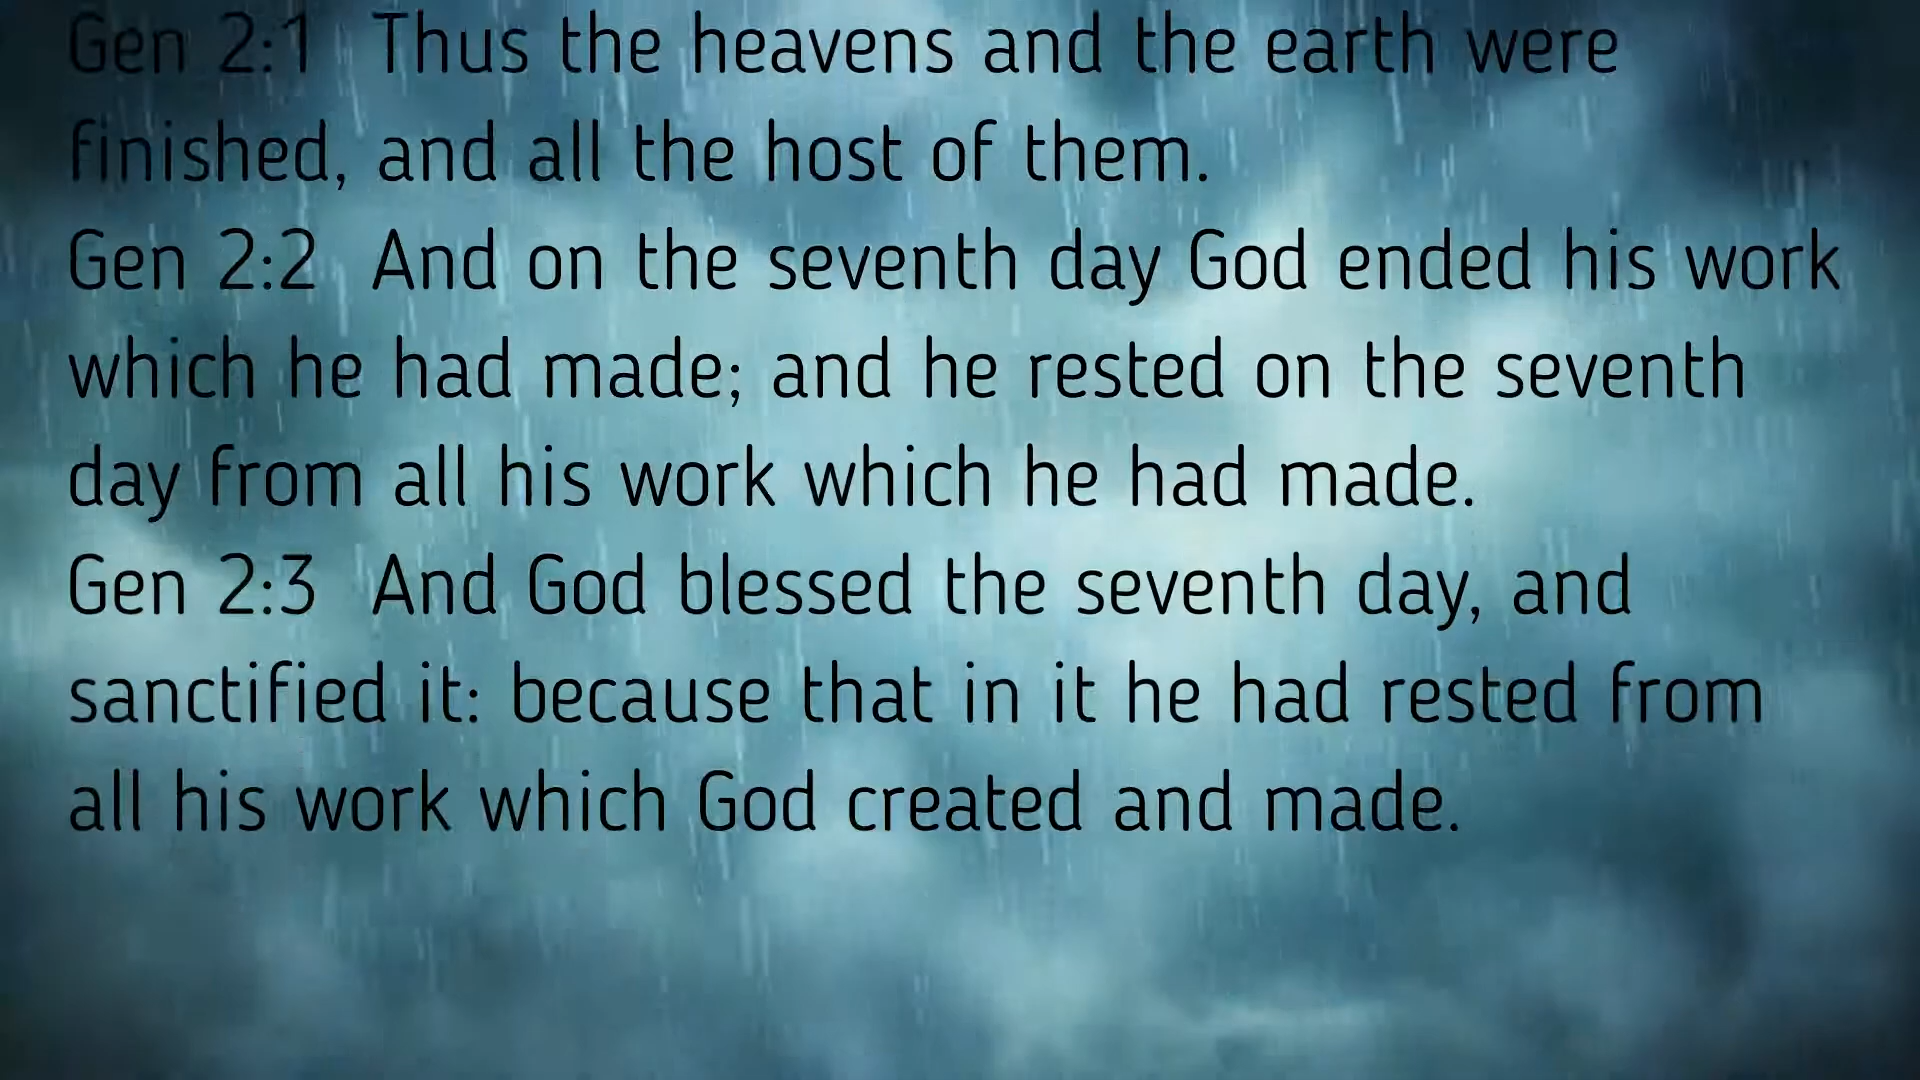 Gen 2:1  Thus the heavens and the earth were
finished, and all the host of them.
Gen 2:2  And on the seventh day God ended his work
which he had made; and he rested on the seventh
day from all his work which he had made.
Gen 2:3  And God blessed the seventh day, and
sanctified it: because that in it he had rested from
all his work which God created and made.